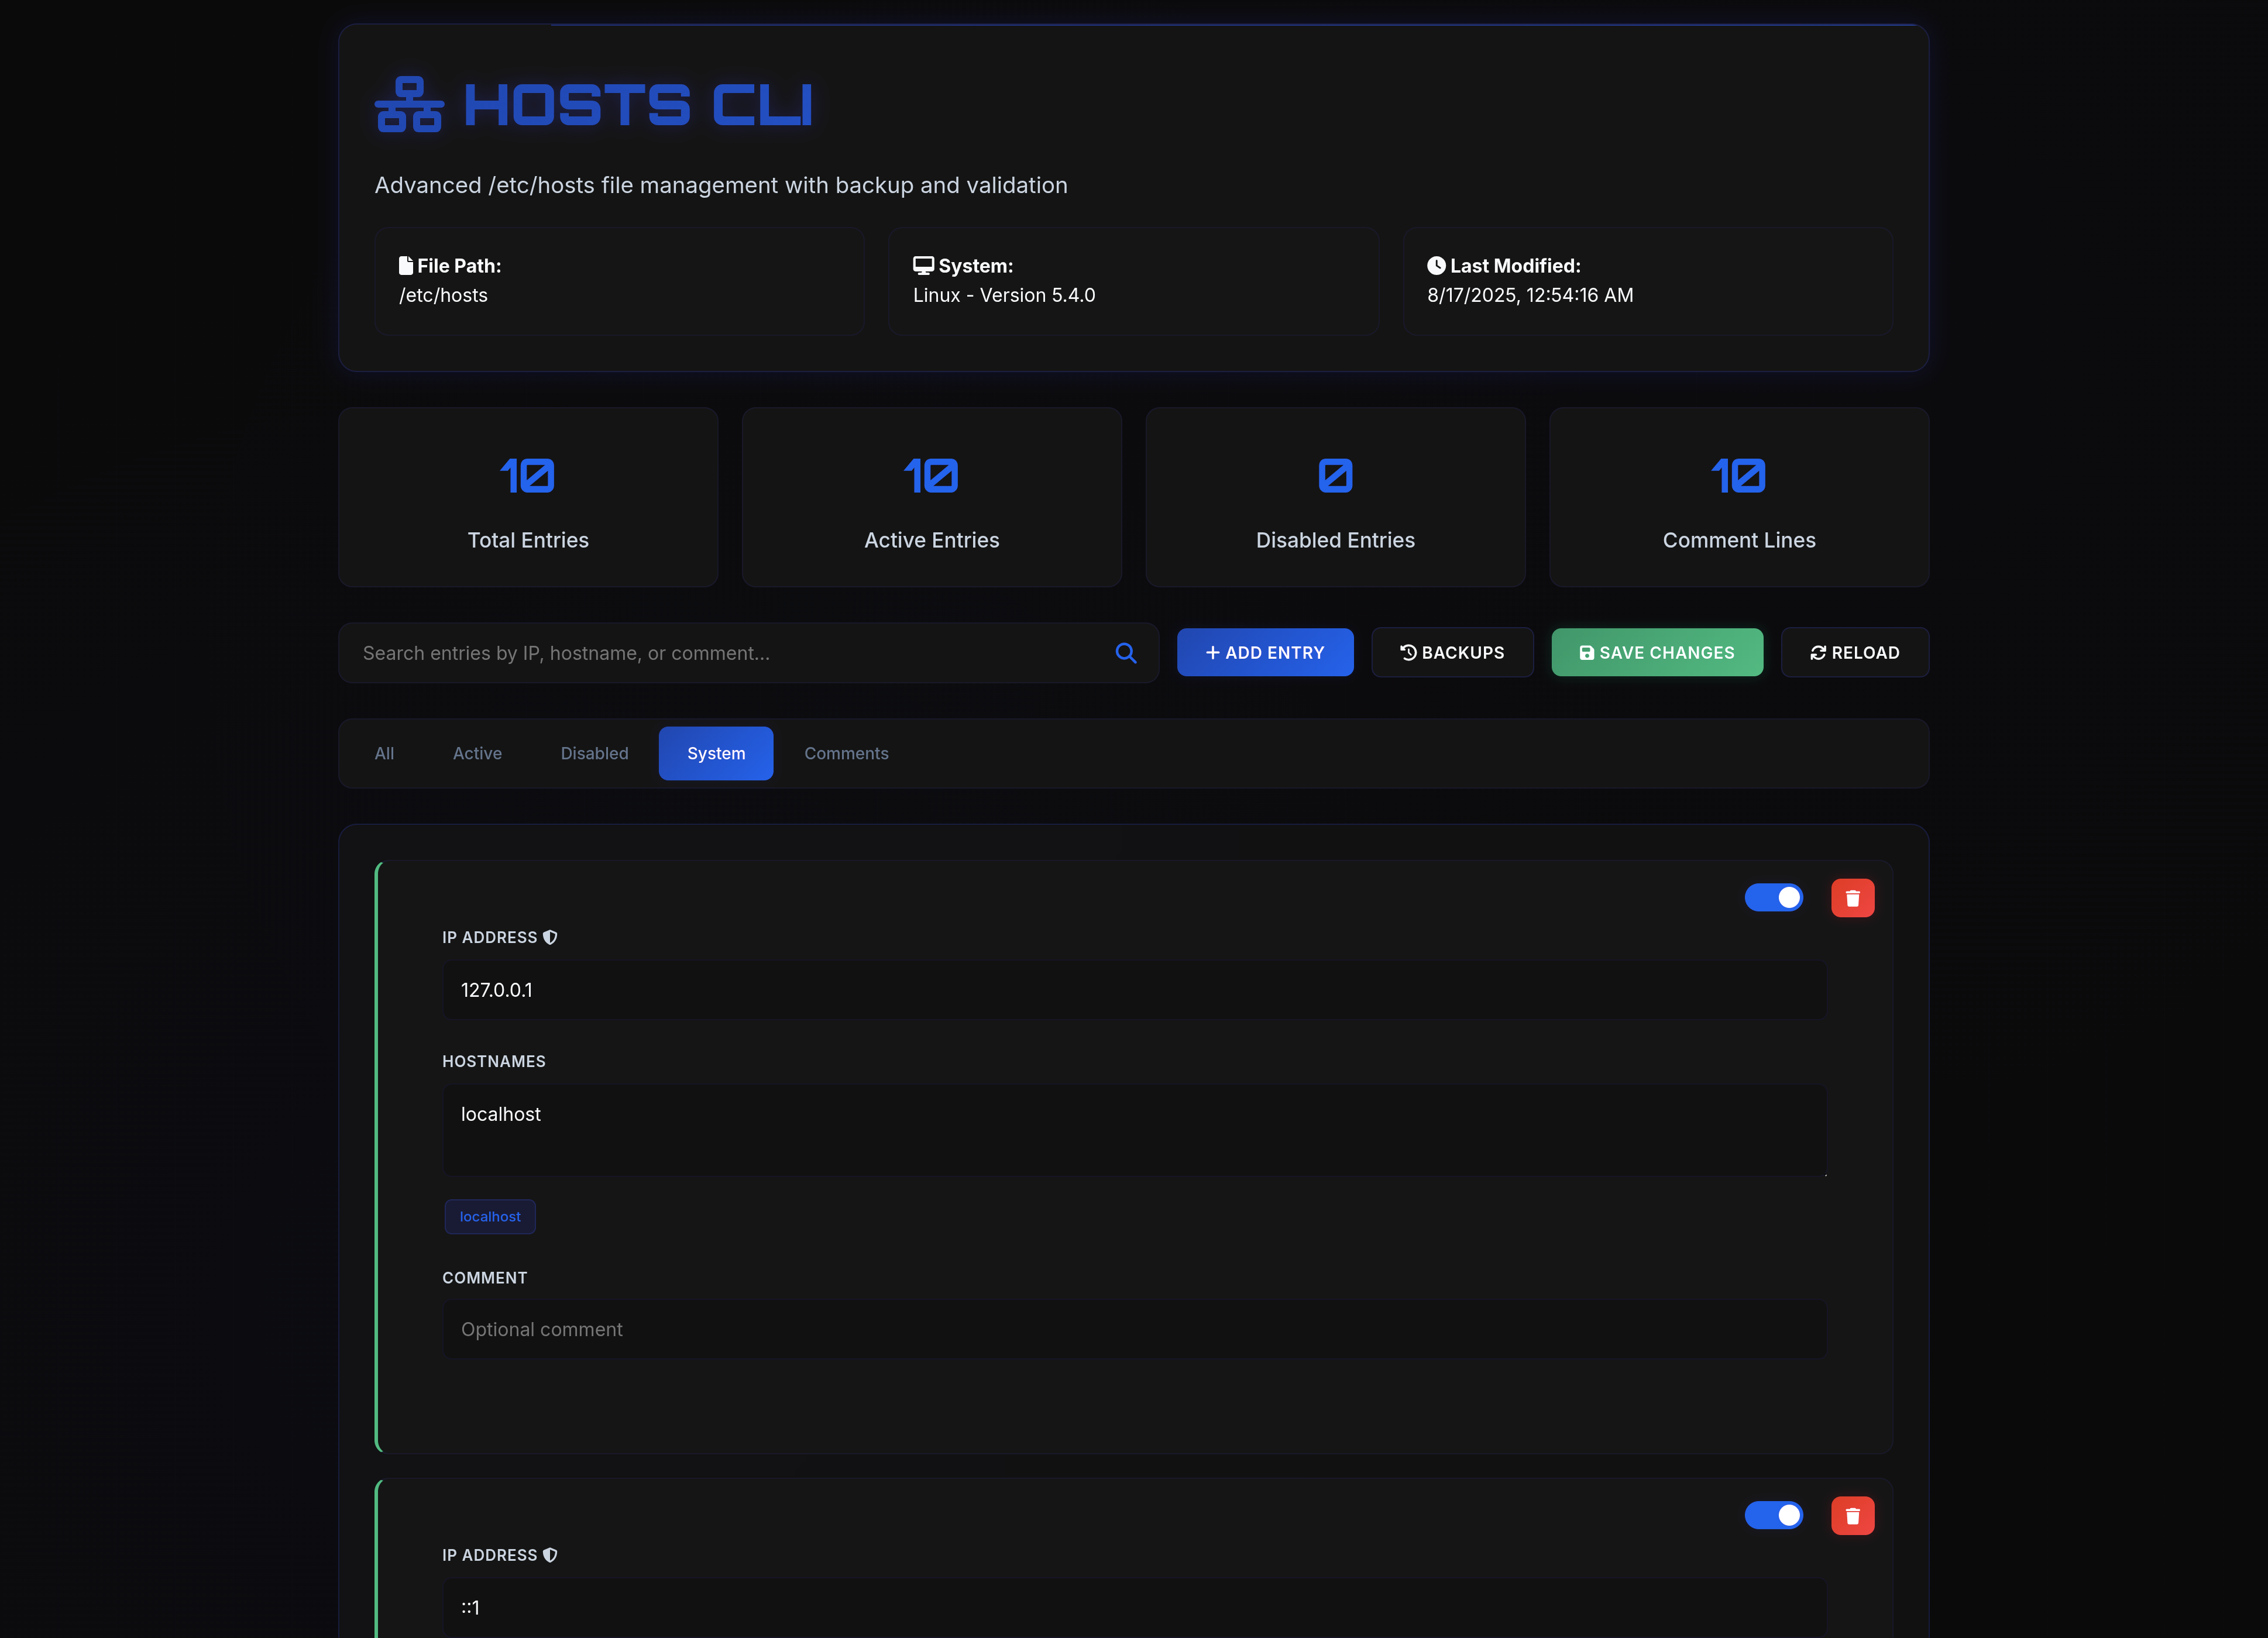 HOSTS CLI
Advanced /etc/hosts file management with backup and validation
File Path:
/etc/hosts
System:
Linux - Version 5.4.0
Last Modified:
8/17/2025, 12:54:16 AM
10
Total Entries
10
Active Entries
0
Disabled Entries
10
Comment Lines
Search entries by IP, hostname, or comment...
ADD ENTRY
BACKUPS
SAVE CHANGES
RELOAD
All
Active
Disabled
System
Comments
IP ADDRESS
127.0.0.1
HOSTNAMES
localhost
localhost
COMMENT
Optional comment
IP ADDRESS
::1